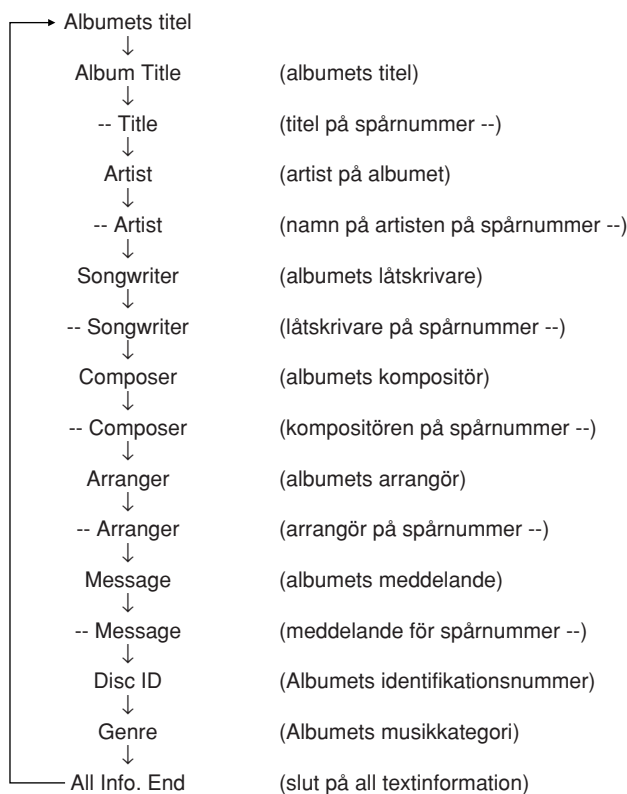 Albumets titel
↓
Album Title (albumets titel)
↓
-- Title (titel på spårnummer --)
↓
Artist (artist på albumet)
↓
-- Artist (namn på artisten på spårnummer --)
↓
Songwriter (albumets låtskrivare)
↓
-- Songwriter (låtskrivare på spårnummer --)
↓
Composer (albumets kompositör)
↓
-- Composer (kompositören på spårnummer --)
↓
Arranger (albumets arrangör)
↓
-- Arranger (arrangör på spårnummer --)
↓
Message (albumets meddelande)
↓
-- Message (meddelande för spårnummer --)
↓
Disc ID (Albumets identifikationsnummer)
↓
Genre (Albumets musikkategori)
↓
All Info. End (slut på all textinformation)